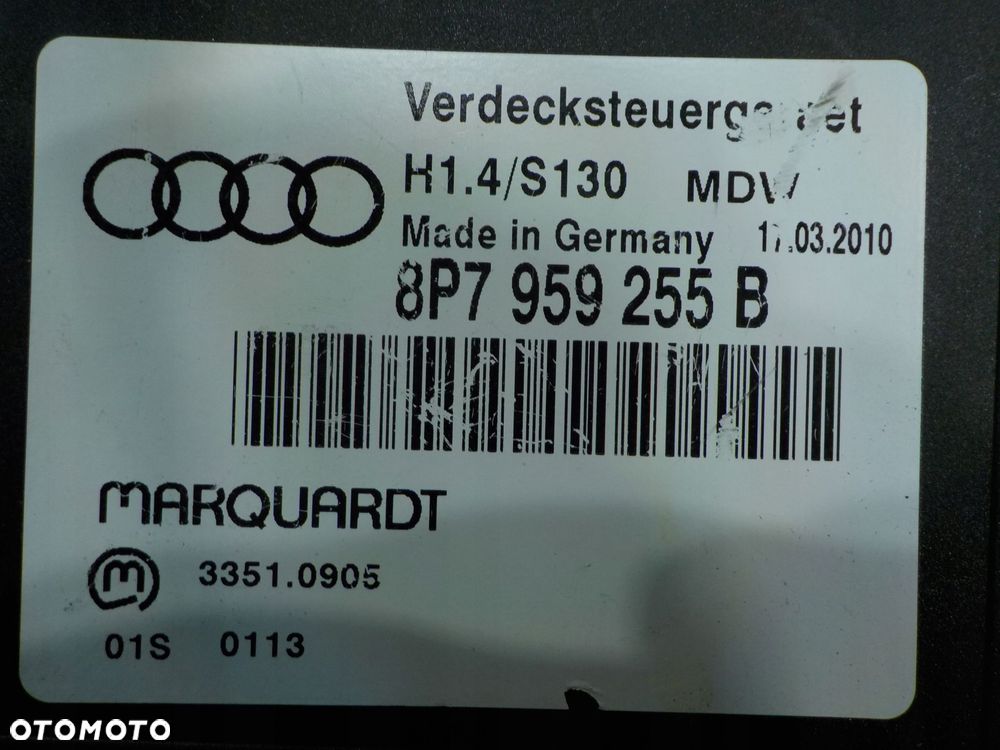 H1.4/S130 MDW
Made in Germany 17.03.2010
8P7 959 255 B
MARQUARDT
m 3351.0905
01S 0113
OTOMOTO